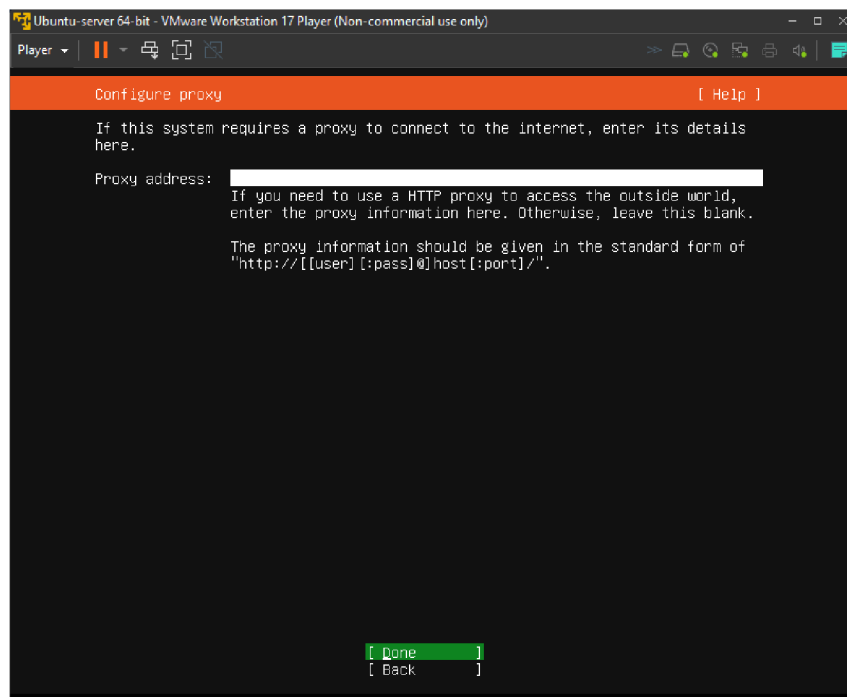 Ubuntu-server 64-bit - VMware Workstation 17 Player (Non-commercial use only)
Player
Configure proxy [ Help ]
If this system requires a proxy to connect to the internet, enter its details
here.
Proxy address:
If you need to use a HTTP proxy to access the outside world,
enter the proxy information here. Otherwise, leave this blank.
The proxy information should be given in the standard form of
"http://[[user][:pass]@]host[:port]/".
[ Done ]
[ Back ]